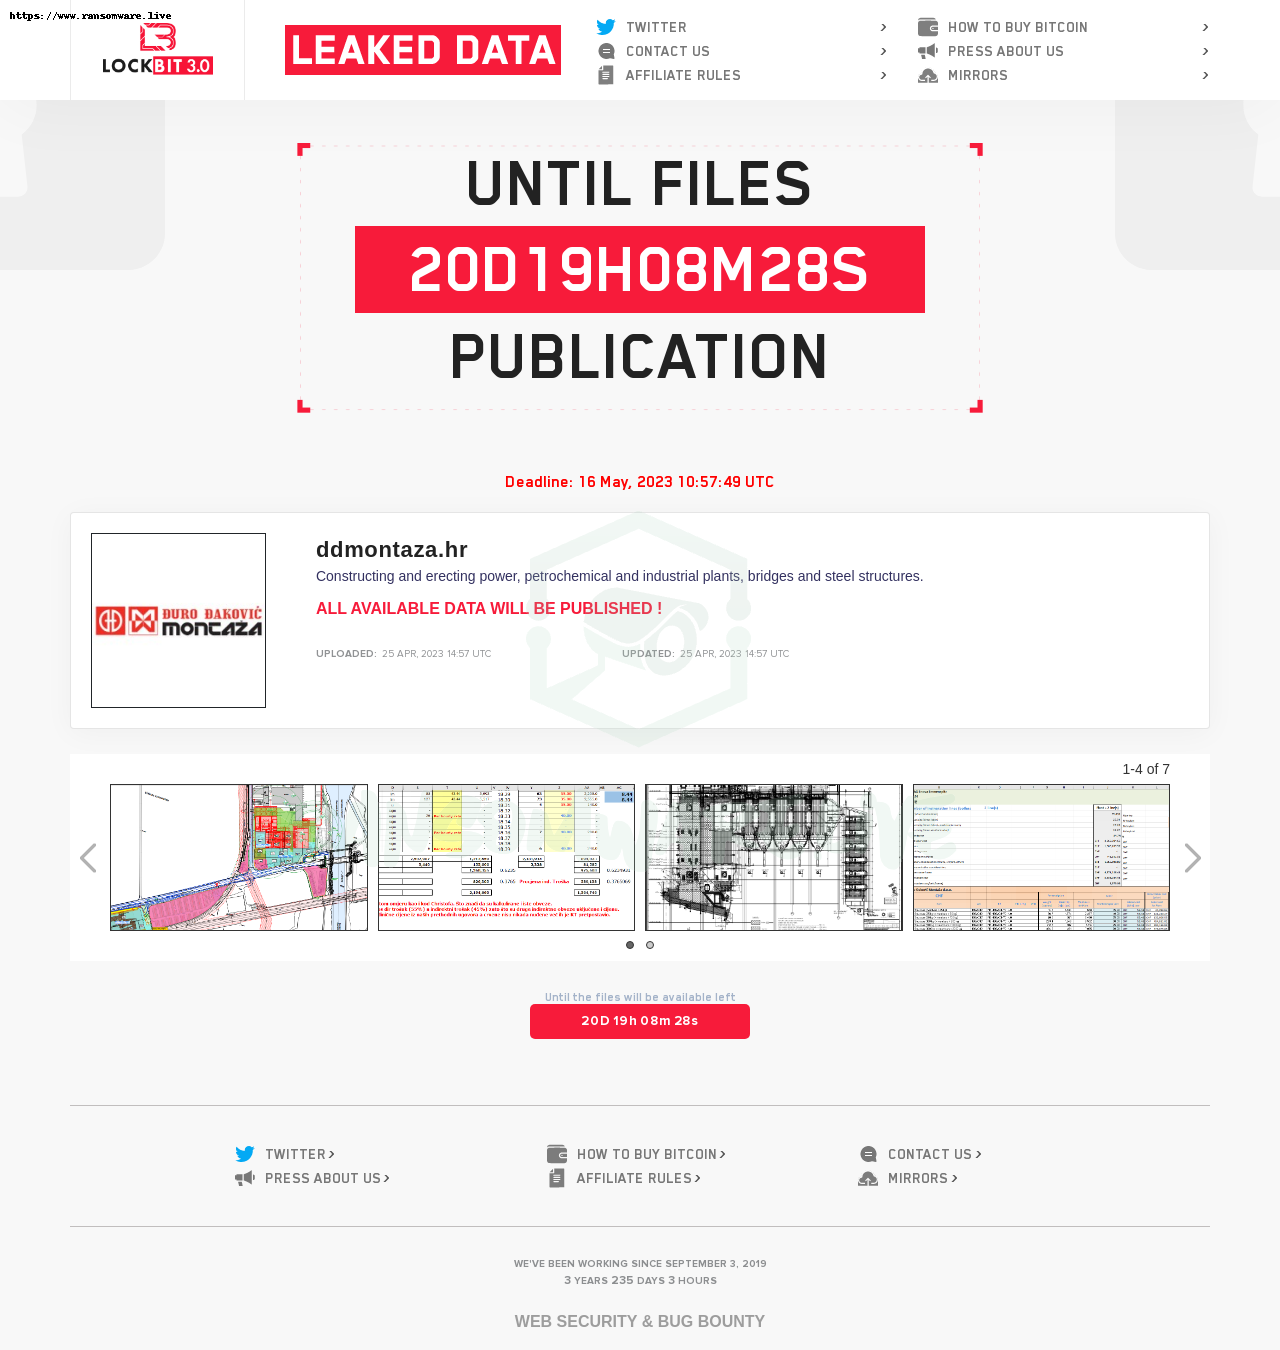 https://www.ransomware.live
LOCKBIT 3.0
LEAKED DATA
TWITTER
CONTACT US
AFFILIATE RULES
HOW TO BUY BITCOIN
PRESS ABOUT US
MIRRORS
UNTIL FILES
20D19H08M28S
PUBLICATION
Deadline: 16 May, 2023 10:57:49 UTC
ĐURO ĐAKOVIĆ
MONTAŽA
ddmontaza.hr
Constructing and erecting power, petrochemical and industrial plants, bridges and steel structures.
ALL AVAILABLE DATA WILL BE PUBLISHED !
UPLOADED: 25 APR, 2023 14:57 UTC
UPDATED: 25 APR, 2023 14:57 UTC
1-4 of 7
Until the files will be available left
20D 19h 08m 28s
TWITTER
HOW TO BUY BITCOIN
CONTACT US
PRESS ABOUT US
AFFILIATE RULES
MIRRORS
WE'VE BEEN WORKING SINCE SEPTEMBER 3, 2019
3 YEARS 235 DAYS 3 HOURS
WEB SECURITY & BUG BOUNTY